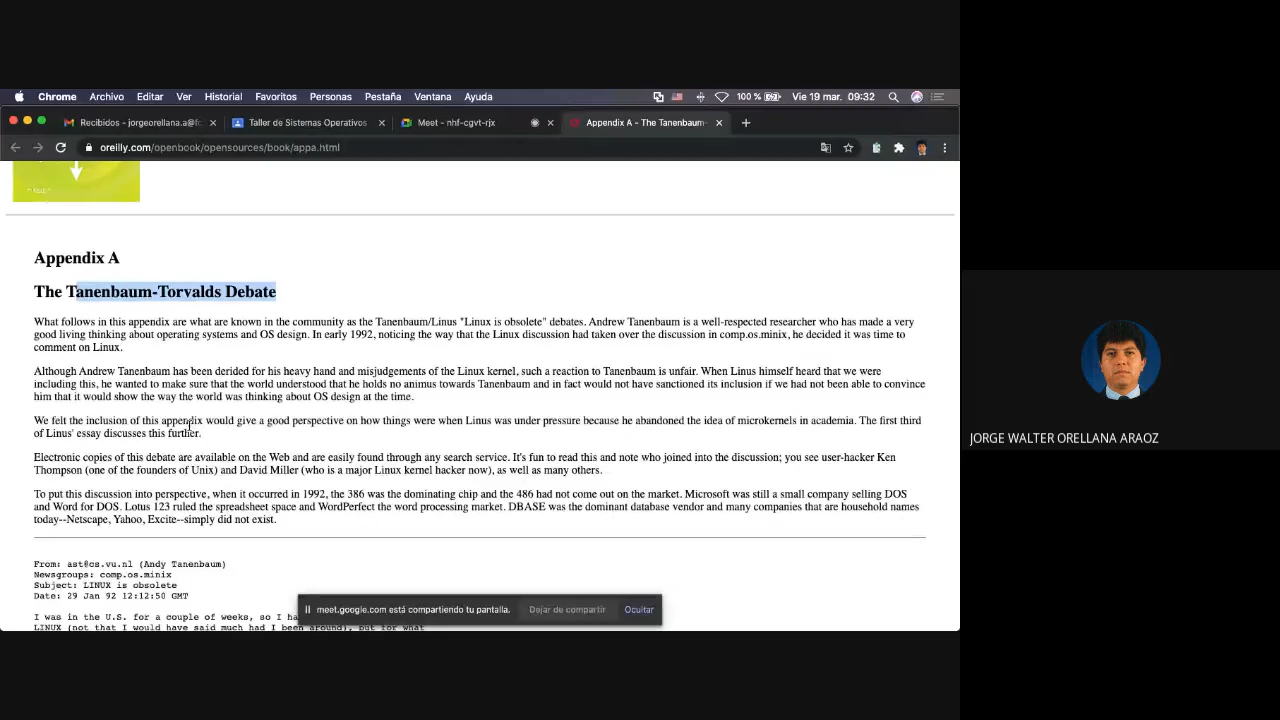 Chrome Archivo Editar Ver Historial Favoritos Personas Pestaña Ventana Ayuda 100 % Vie 19 mar. 09:32
Recibidos - jorgeorellana.a@fc × Taller de Sistemas Operativos × Meet - nhf-cgvt-rjx × Appendix A - The Tanenbaum- × +
oreilly.com/openbook/opensources/book/appa.html
Appendix A
The Tanenbaum-Torvalds Debate
What follows in this appendix are what are known in the community as the Tanenbaum/Linus "Linux is obsolete" debates. Andrew Tanenbaum is a well-respected researcher who has made a very
good living thinking about operating systems and OS design. In early 1992, noticing the way that the Linux discussion had taken over the discussion in comp.os.minix, he decided it was time to
comment on Linux.
Although Andrew Tanenbaum has been derided for his heavy hand and misjudgements of the Linux kernel, such a reaction to Tanenbaum is unfair. When Linus himself heard that we were
including this, he wanted to make sure that the world understood that he holds no animus towards Tanenbaum and in fact would not have sanctioned its inclusion if we had not been able to convince
him that it would show the way the world was thinking about OS design at the time.
We felt the inclusion of this appendix would give a good perspective on how things were when Linus was under pressure because he abandoned the idea of microkernels in academia. The first third
of Linus' essay discusses this further.
Electronic copies of this debate are available on the Web and are easily found through any search service. It's fun to read this and note who joined into the discussion; you see user-hacker Ken
Thompson (one of the founders of Unix) and David Miller (who is a major Linux kernel hacker now), as well as many others.
To put this discussion into perspective, when it occurred in 1992, the 386 was the dominating chip and the 486 had not come out on the market. Microsoft was still a small company selling DOS
and Word for DOS. Lotus 123 ruled the spreadsheet space and WordPerfect the word processing market. DBASE was the dominant database vendor and many companies that are household names
today--Netscape, Yahoo, Excite--simply did not exist.
From: ast@cs.vu.nl (Andy Tanenbaum)
Newsgroups: comp.os.minix
Subject: LINUX is obsolete
Date: 29 Jan 92 12:12:50 GMT
I was in the U.S. for a couple of weeks, so I ha
LINUX (not that I would have said much had I been around), but for what
meet.google.com está compartiendo tu pantalla. Dejar de compartir Ocultar
JORGE WALTER ORELLANA ARAOZ